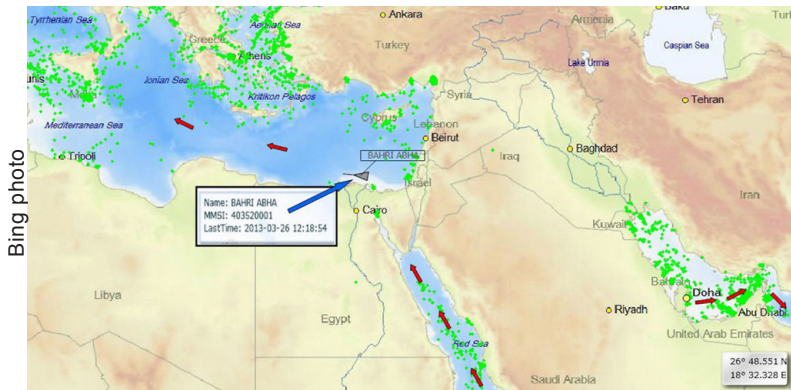 Bing photo
Tyrrhenian Sea
Aegean Sea
Ankara
Armenia
Baku
Greece
Athens
Turkey
Caspian Sea
Ionian Sea
Lake Urmia
Kritikon Pelagos
Syria
Tehran
Mediterranean Sea
Cyprus
Lebanon
Beirut
Tripoli
BAHRI ABHA
Iraq
Baghdad
Israel
Iran
Name: BAHRI ABHA
MMSI: 403520001
LastTime: 2013-03-26 12:18:54
Cairo
Kuwait
Libya
Egypt
Doha
Riyadh
Abu Dhabi
United Arab Emirates
Red Sea
Saudi Arabia
26° 48.551 N
18° 32.328 E